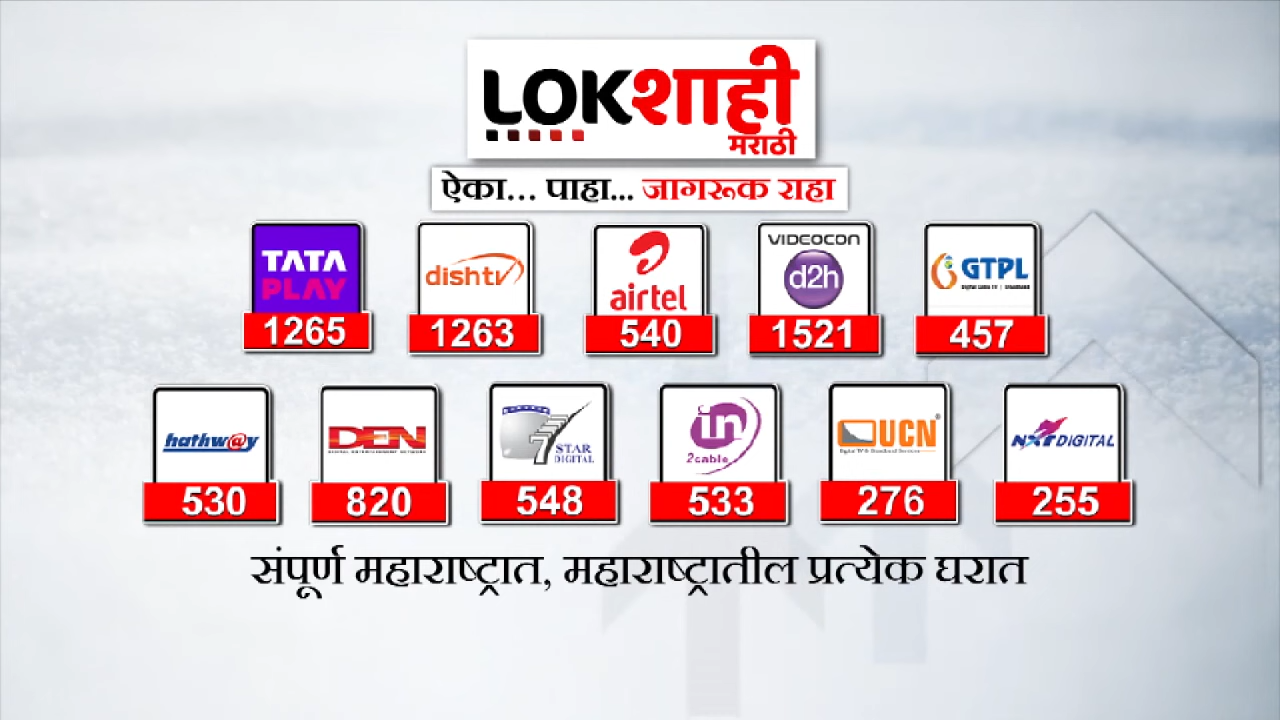 LOKशाही
मराठी
ऐका... पाहा... जागरूक राहा
TATA PLAY
dishtv
airtel
VIDEOCON d2h
GTPL
1265
1263
540
1521
457
hathw@y
DEN
7 STAR DIGITAL
in 2cable
UCN
NXT DIGITAL
530
820
548
533
276
255
संपूर्ण महाराष्ट्रात, महाराष्ट्रातील प्रत्येक घरात